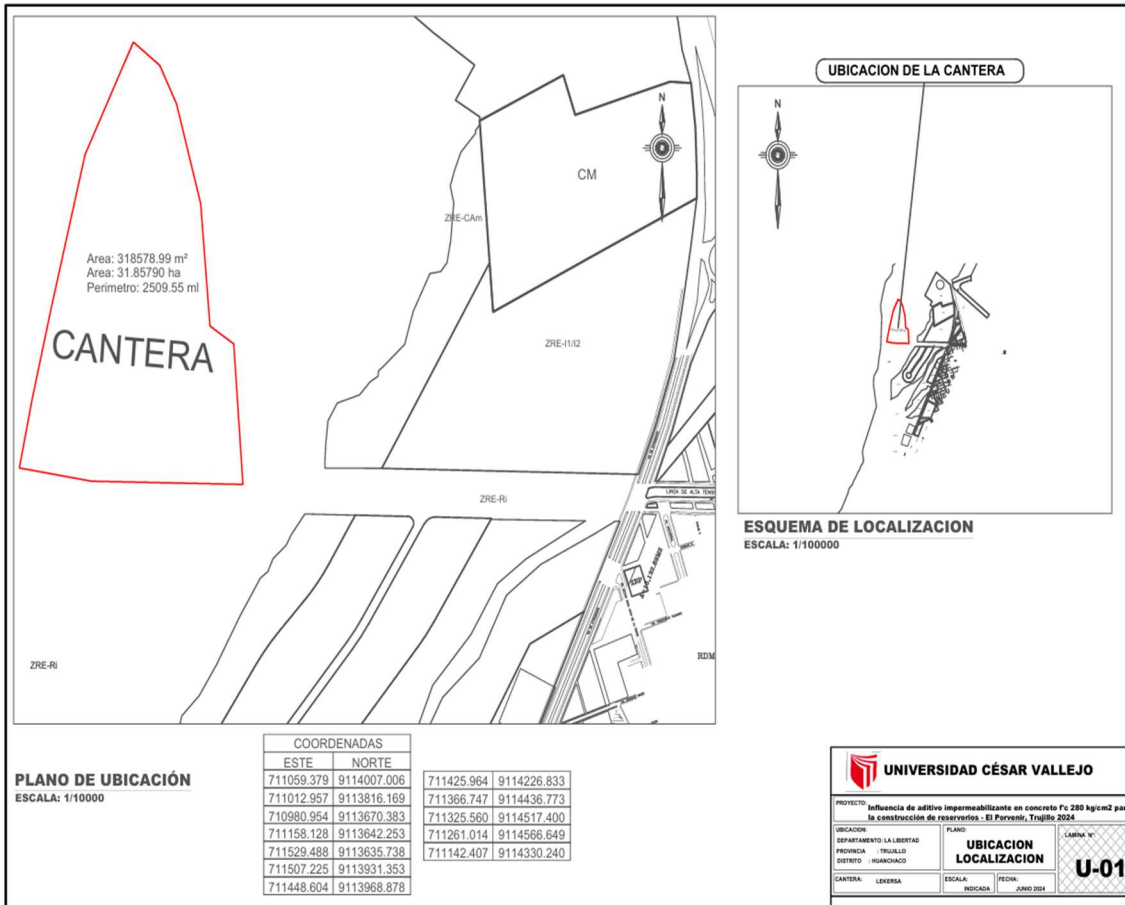 UBICACION DE LA CANTERA
N
N
CM
ZRE-CAm
Area: 318578.99 m²
Area: 31.85790 ha
Perimetro: 2509.55 ml
CANTERA
ZRE-I1/I2
ZRE-Ri
LINEA DE ALTA TENS
ZRP
RDM
ZRE-Ri
ESQUEMA DE LOCALIZACION
ESCALA: 1/100000
PLANO DE UBICACIÓN
ESCALA: 1/10000
COORDENADAS
ESTE NORTE
711059.379 9114007.006
711012.957 9113816.169
710980.954 9113670.383
711158.128 9113642.253
711529.488 9113635.738
711507.225 9113931.353
711448.604 9113968.878
711425.964 9114226.833
711366.747 9114436.773
711325.560 9114517.400
711261.014 9114566.649
711142.407 9114330.240
UNIVERSIDAD CÉSAR VALLEJO
PROYECTO: Influencia de aditivo impermeabilizante en concreto f'c 280 kg/cm2 par
la construcción de reservorios - El Porvenir, Trujillo 2024
UBICACION:
DEPARTAMENTO: LA LIBERTAD
PROVINCIA : TRUJILLO
DISTRITO : HUANCHACO
PLANO:
UBICACION
LOCALIZACION
LAMINA N°:
U-01
CANTERA: LEKERSA
ESCALA:
INDICADA
FECHA:
JUNIO 2024